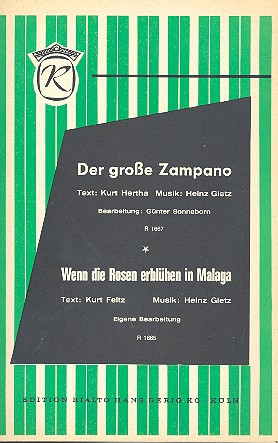 R
Der große Zampano
Text: Kurt Hertha Musik: Heinz Gietz
Bearbeitung: Günter Sonneborn
R 1667
*
Wenn die Rosen erblühen in Malaga
Text: Kurt Feltz Musik: Heinz Gietz
Eigene Bearbeitung
R 1665
EDITION RIALTO HANS GERIG KG · KÖLN